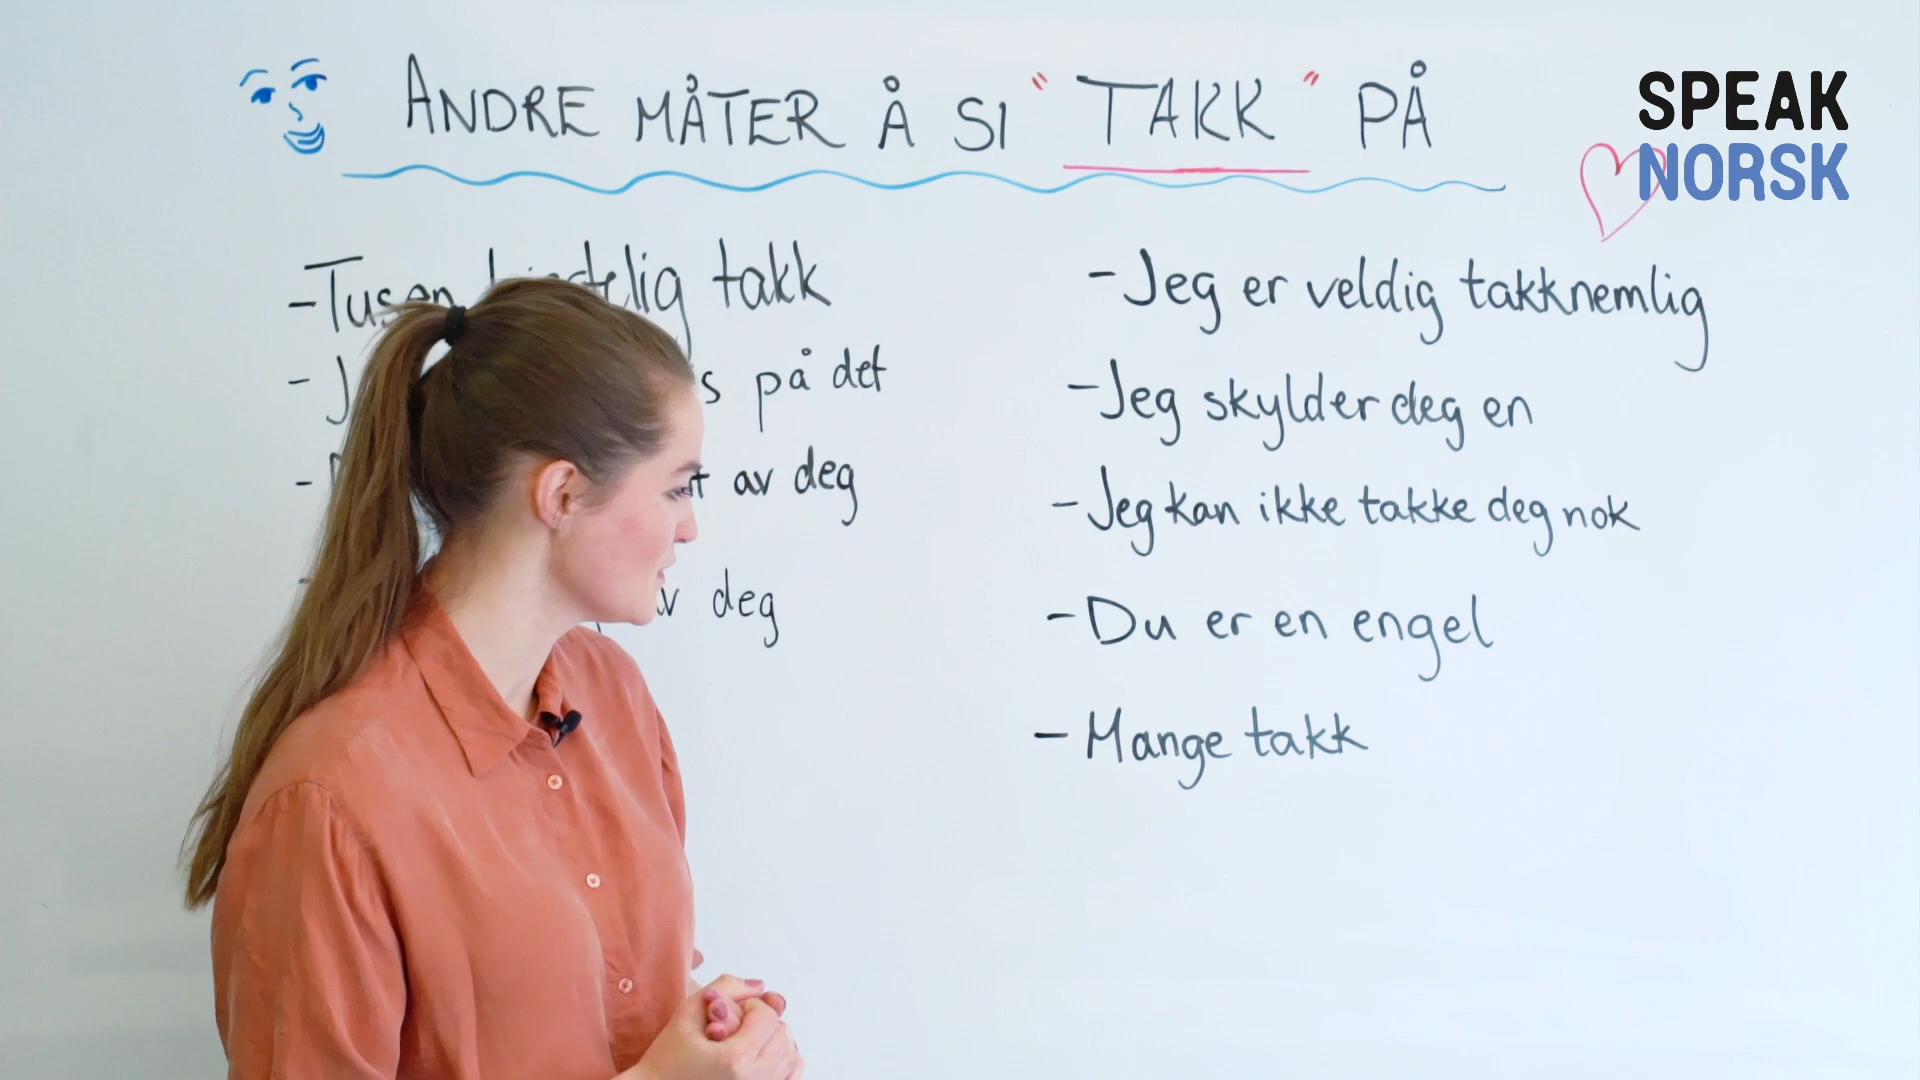 ANDRE MÅTER Å SI "TAKK" PÅ
SPEAK
NORSK
-Tusen takk
- på det
- av deg
deg
-Jeg er veldig takknemlig
-Jeg skylder deg en
-Jeg kan ikke takke deg nok
-Du er en engel
-Mange takk